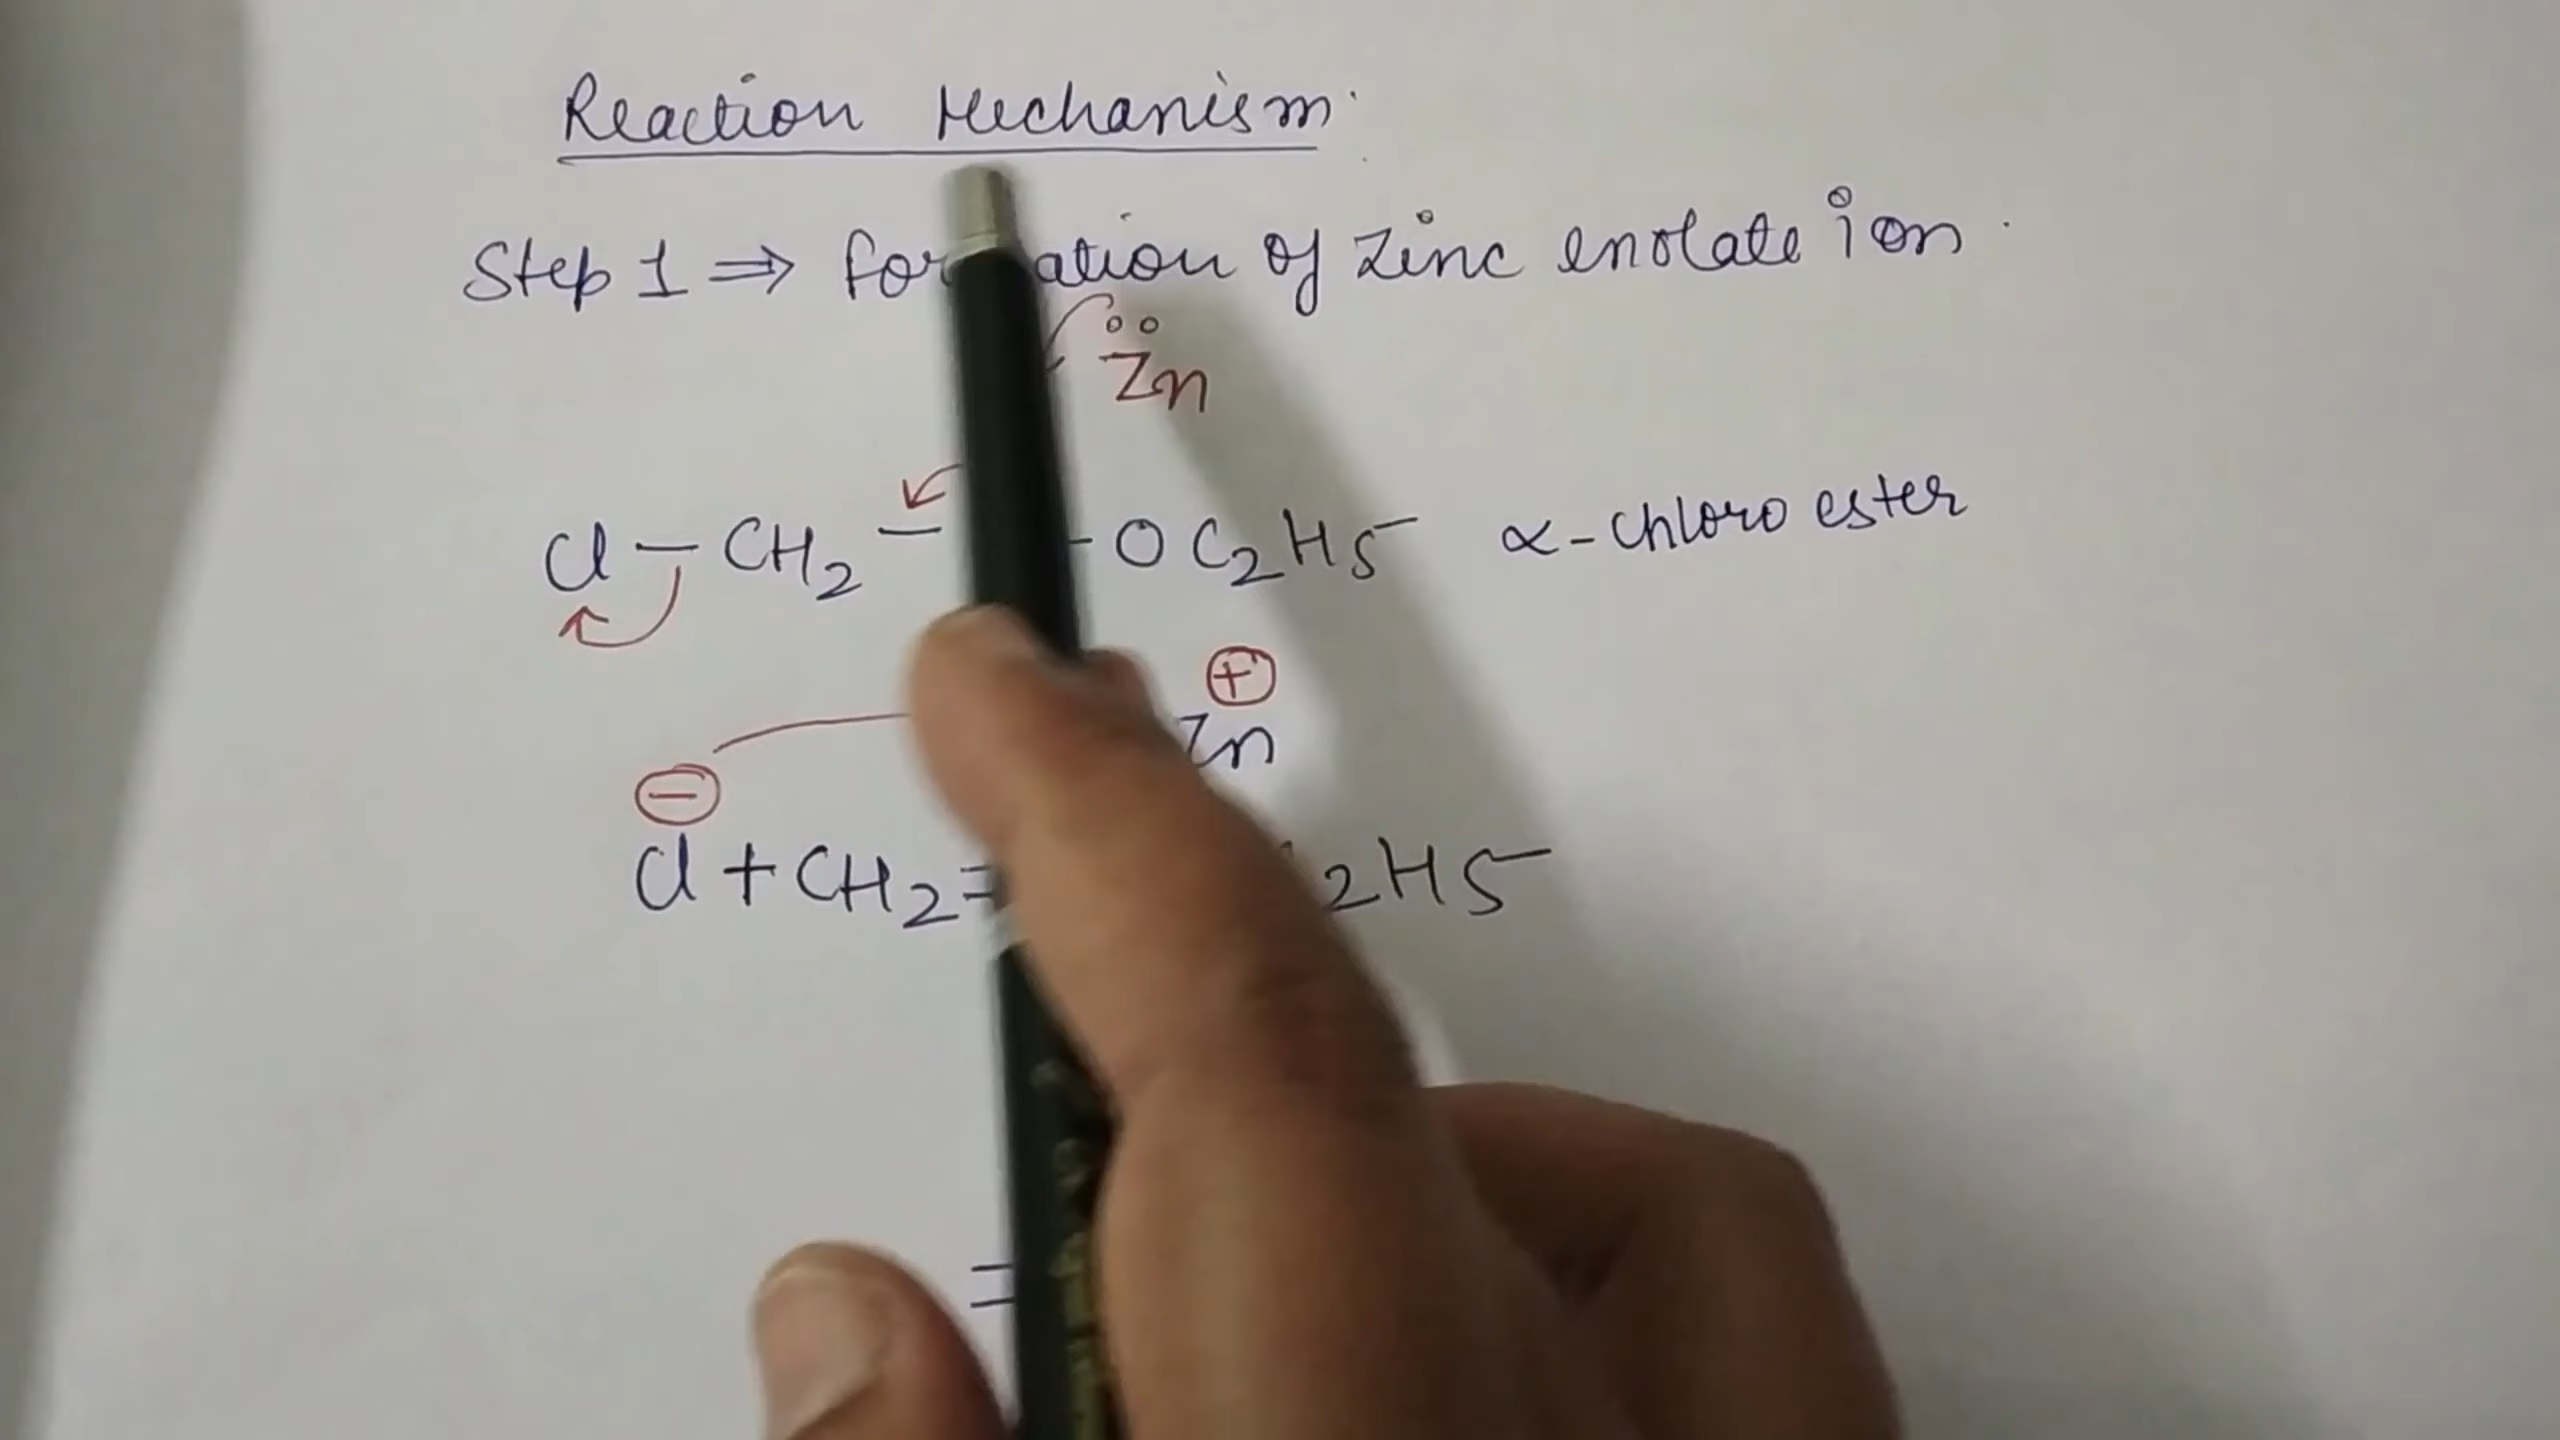 Reaction Mechanism.
Step 1 ⇒ for ation of Zinc enolate ion.
Zn
Cl — CH2 — - OC2H5 α-chloro ester
⊕
Zn
⊖
Cl + CH2 = 2H5
=